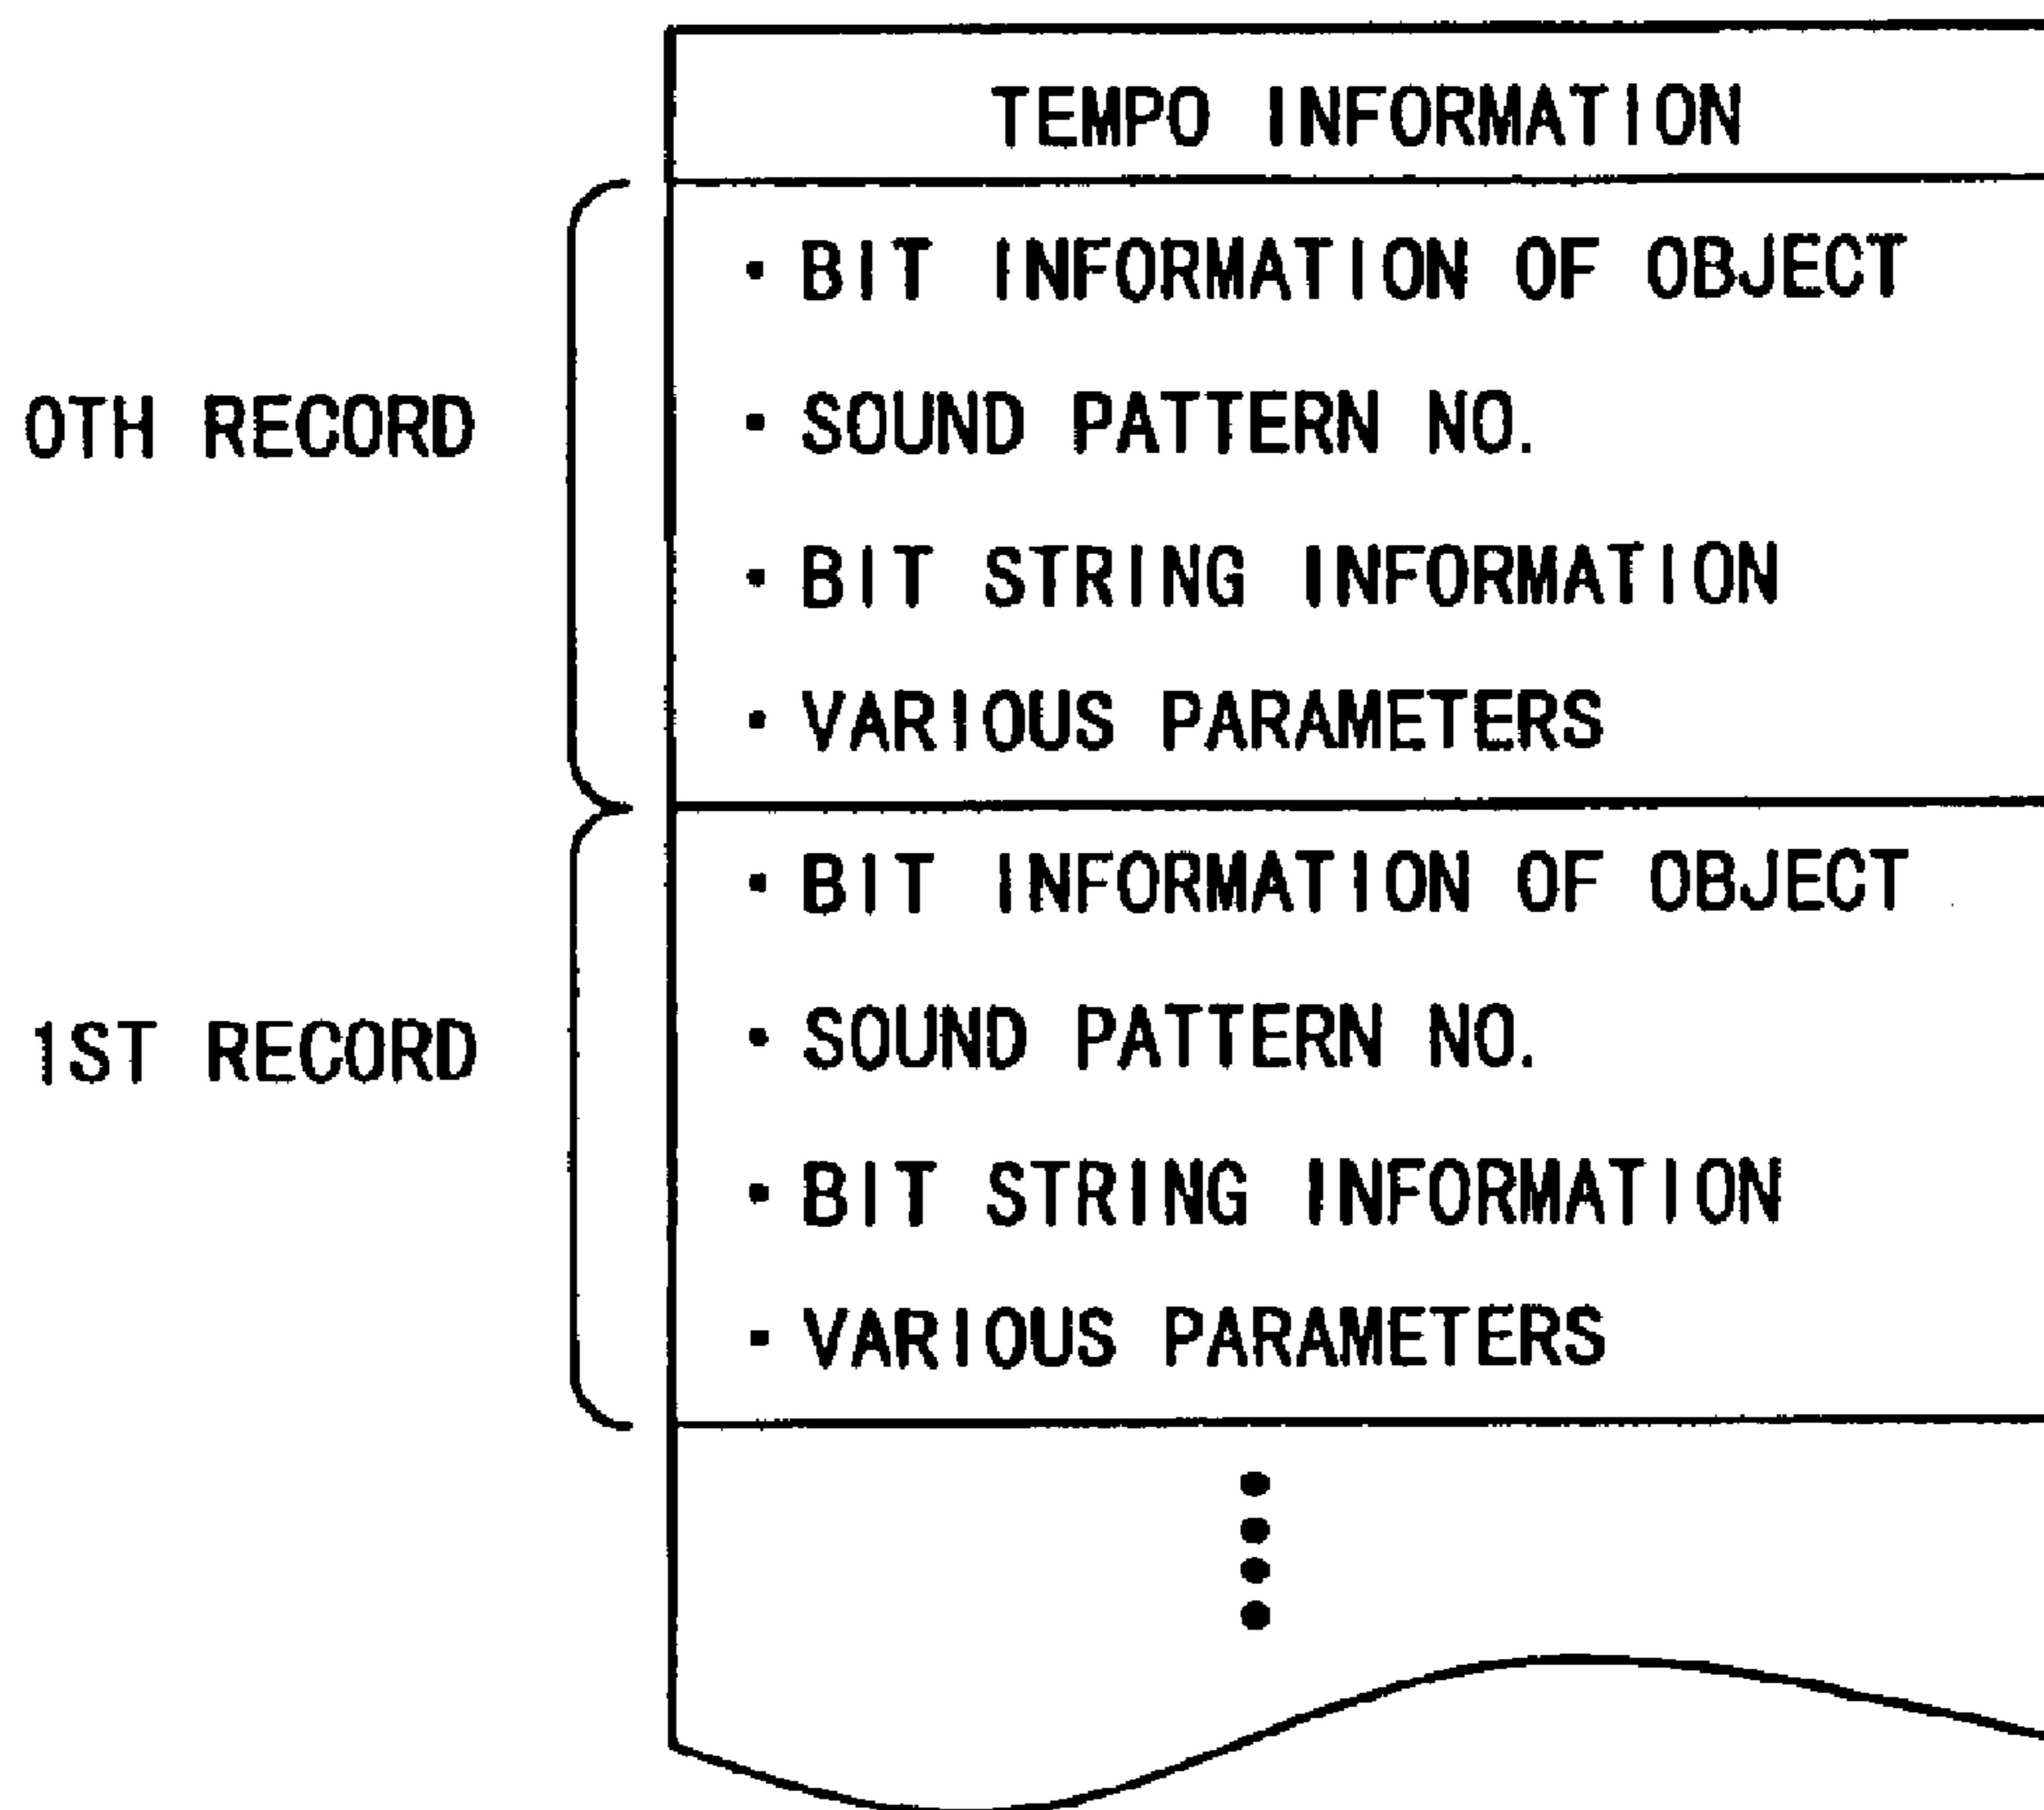 TEMPO INFORMATION
0TH RECORD
· BIT INFORMATION OF OBJECT
· SOUND PATTERN NO.
· BIT STRING INFORMATION
· VARIOUS PARAMETERS
1ST RECORD
· BIT INFORMATION OF OBJECT
· SOUND PATTERN NO.
· BIT STRING INFORMATION
· VARIOUS PARAMETERS